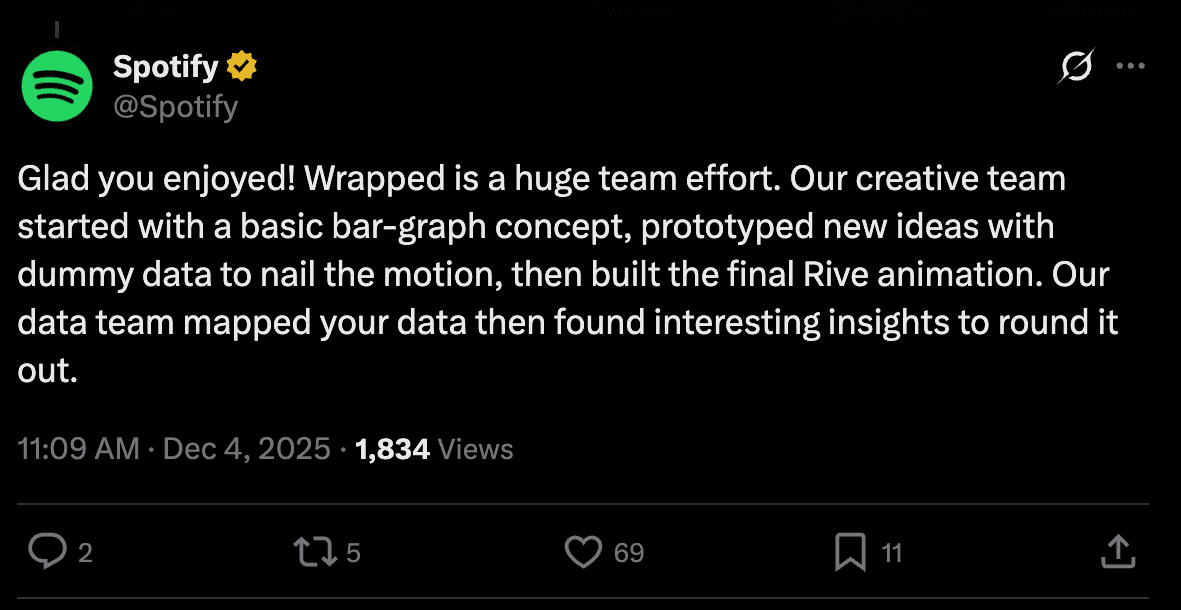 Spotify
@Spotify
Glad you enjoyed! Wrapped is a huge team effort. Our creative team
started with a basic bar-graph concept, prototyped new ideas with
dummy data to nail the motion, then built the final Rive animation. Our
data team mapped your data then found interesting insights to round it
out.
11:09 AM · Dec 4, 2025 · 1,834 Views
2 5 69 11